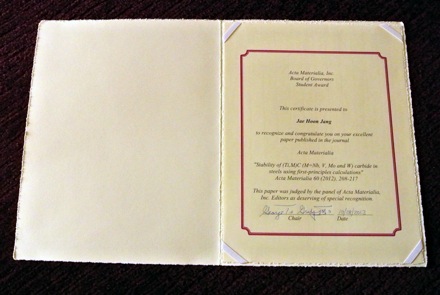 Acta Materialia, Inc
Board of Governors
Student Award
This certificate is presented to
Jae Hoon Jang
to recognize and congratulate you on your excellent
paper published in the journal
Acta Materialia
"Stability of (Ti,M)C (M=Nb, V, Mo and W) carbide in
steels using first-principles calculations"
Acta Materialia 60 (2012), 208-217
This paper was judged by the panel of Acta Materialia,
Inc. Editors as deserving of special recognition.
Chair Date